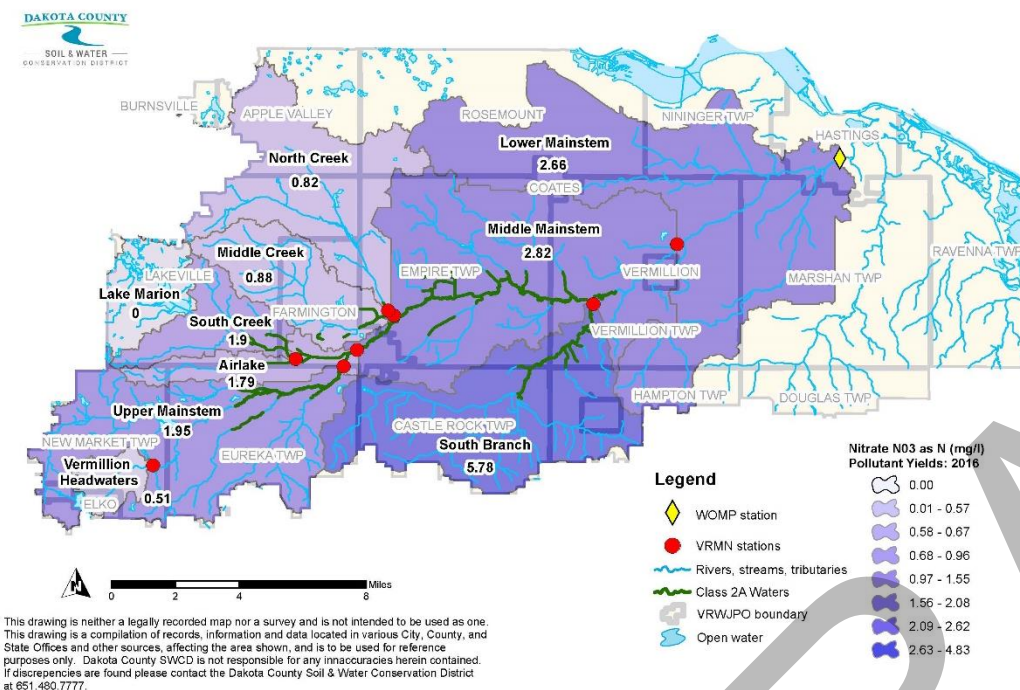 DAKOTA COUNTY
SOIL & WATER
CONSERVATION DISTRICT
BURNSVILLE
APPLE VALLEY
ROSEMOUNT
NININGER TWP
HASTINGS
Lower Mainstem
2.66
North Creek
0.82
COATES
Middle Mainstem
2.82
RAVENNA TWP
Middle Creek
0.88
LAKEVILLE
EMPIRE TWP
VERMILLION
MARSHAN TWP
Lake Marion
0
FARMINGTON
South Creek
1.9
VERMILLION TWP
Airlake
1.79
HAMPTON TWP
DOUGLAS TWP
Upper Mainstem
1.95
CASTLE ROCK TWP
NEW MARKET TWP
EUREKA TWP
South Branch
5.78
Vermillion
Headwaters
0.51
ELKO
Legend
WOMP station
VRMN stations
Rivers, streams, tributaries
Class 2A Waters
VRWJPO boundary
Open water
Nitrate N03 as N (mg/l)
Pollutant Yields: 2016
0.00
0.01 - 0.57
0.58 - 0.67
0.68 - 0.96
0.97 - 1.55
1.56 - 2.08
2.09 - 2.62
2.63 - 4.83
N
Miles
0 2 4 8
This drawing is neither a legally recorded map nor a survey and is not intended to be used as one.
This drawing is a compilation of records, information and data located in various City, County, and
State Offices and other sources, affecting the area shown, and is to be used for reference
purposes only. Dakota County SWCD is not responsible for any innaccuracies herein contained.
If discrepancies are found please contact the Dakota County Soil & Water Conservation District
at 651.480.7777.